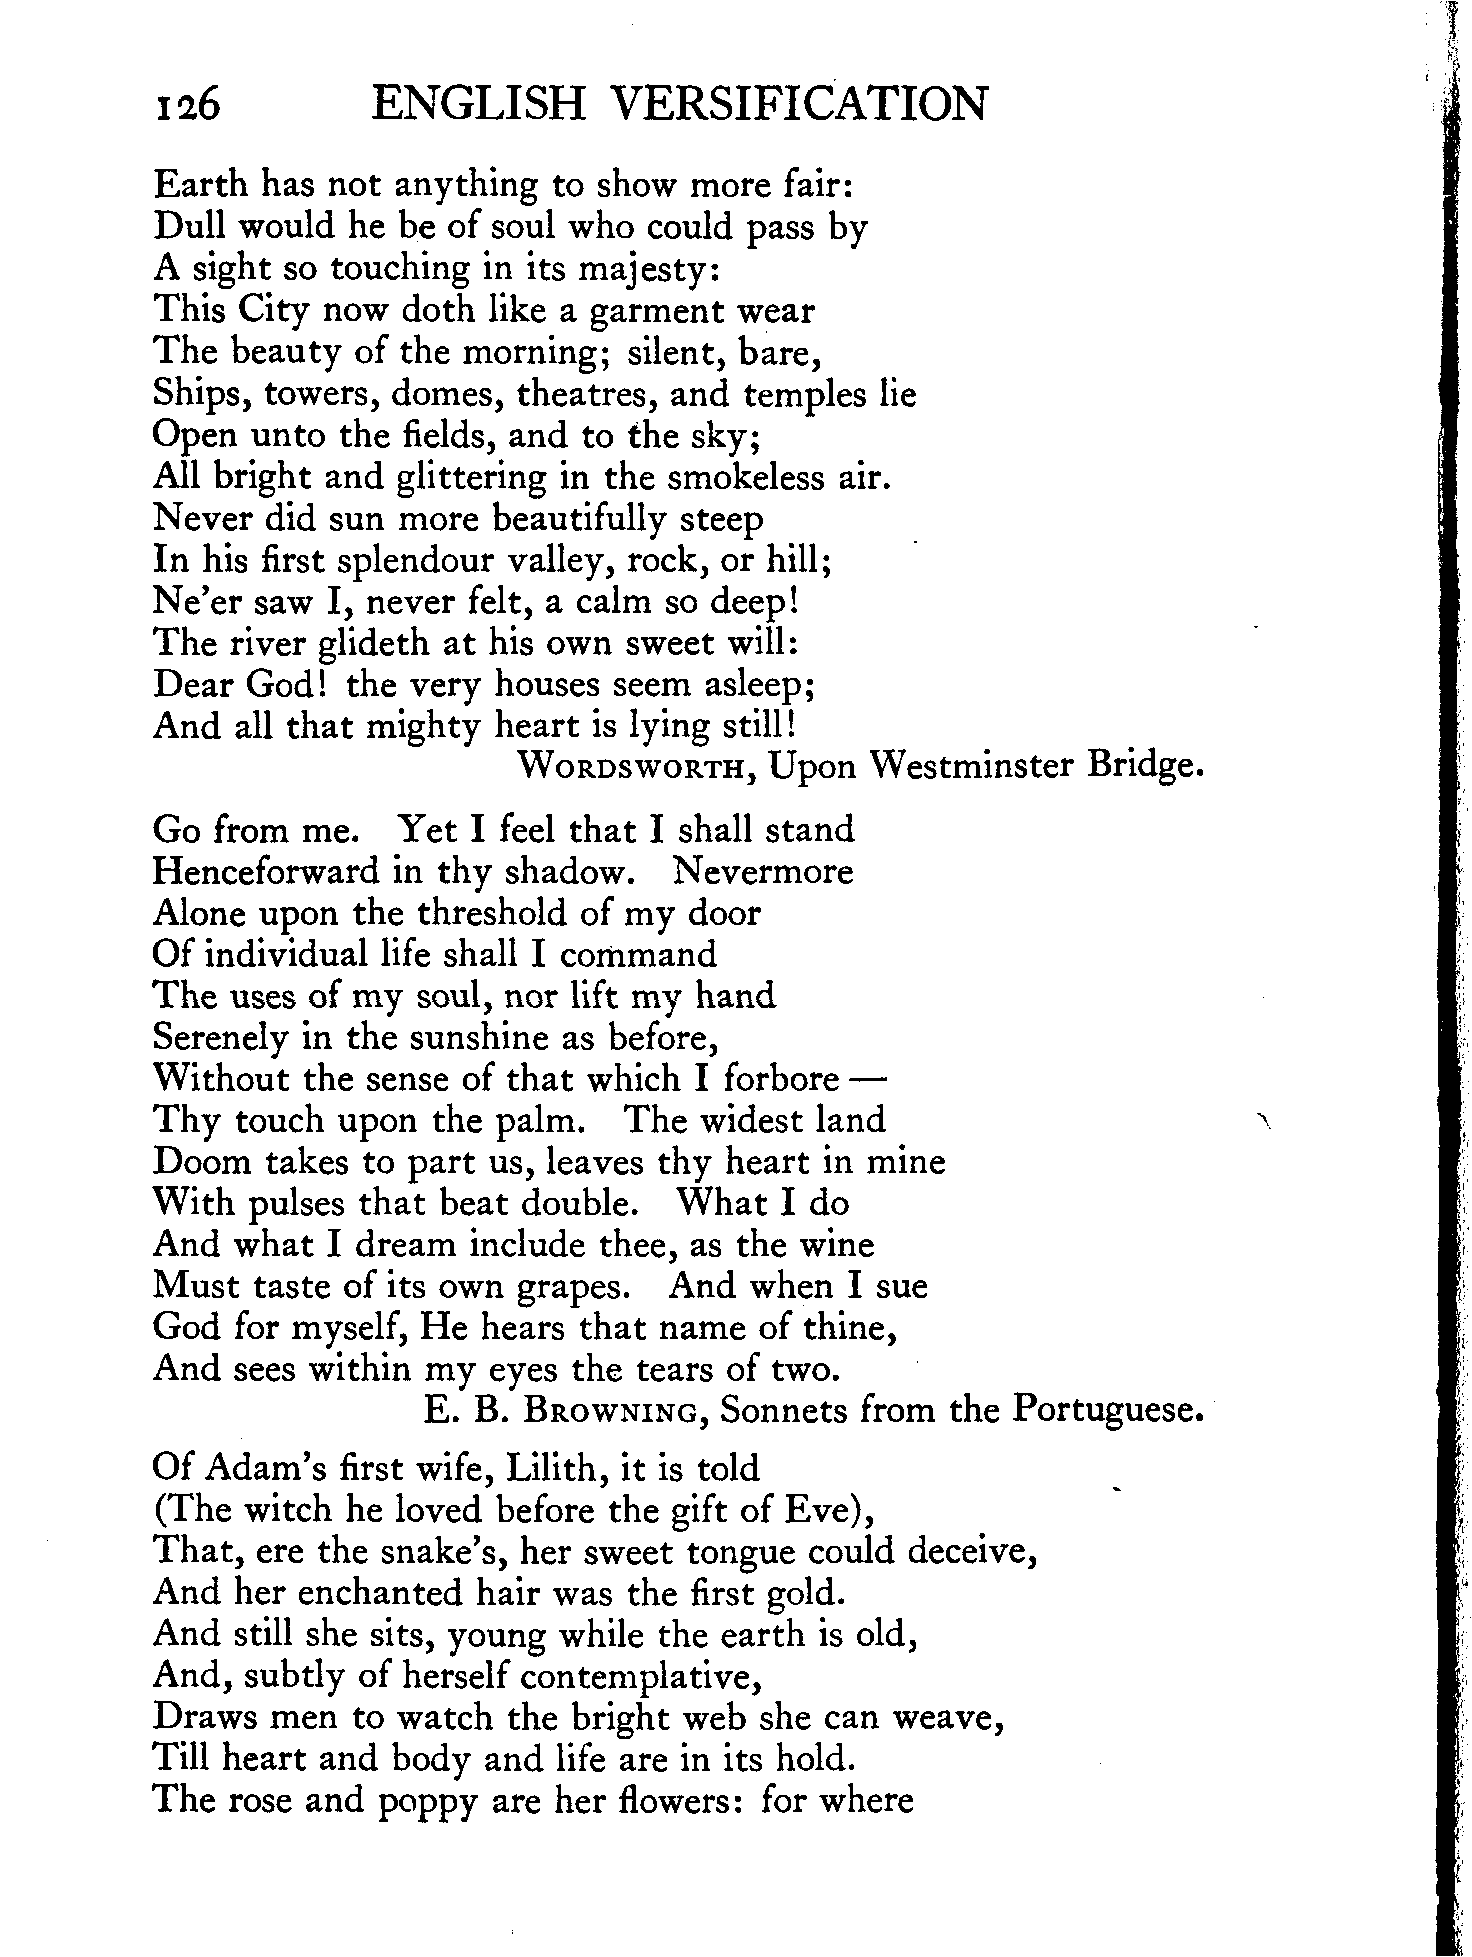 126 ENGLISH VERSIFICATION
Earth has not anything to show more fair:
Dull would he be of soul who could pass by
A sight so touching in its majesty:
This City now doth like a garment wear
The beauty of the morning; silent, bare,
Ships, towers, domes, theatres, and temples lie
Open unto the fields, and to the sky;
All bright and glittering in the smokeless air.
Never did sun more beautifully steep
In his first splendour valley, rock, or hill;
Ne'er saw I, never felt, a calm so deep!
The river glideth at his own sweet will:
Dear God! the very houses seem asleep;
And all that mighty heart is lying still!
WORDSWORTH, Upon Westminster Bridge.
Go from me. Yet I feel that I shall stand
Henceforward in thy shadow. Nevermore
Alone upon the threshold of my door
Of individual life shall I command
The uses of my soul, nor lift my hand
Serenely in the sunshine as before,
Without the sense of that which I forbore —
Thy touch upon the palm. The widest land
Doom takes to part us, leaves thy heart in mine
With pulses that beat double. What I do
And what I dream include thee, as the wine
Must taste of its own grapes. And when I sue
God for myself, He hears that name of thine,
And sees within my eyes the tears of two.
E. B. BROWNING, Sonnets from the Portuguese.
Of Adam's first wife, Lilith, it is told
(The witch he loved before the gift of Eve),
That, ere the snake's, her sweet tongue could deceive,
And her enchanted hair was the first gold.
And still she sits, young while the earth is old,
And, subtly of herself contemplative,
Draws men to watch the bright web she can weave,
Till heart and body and life are in its hold.
The rose and poppy are her flowers: for where